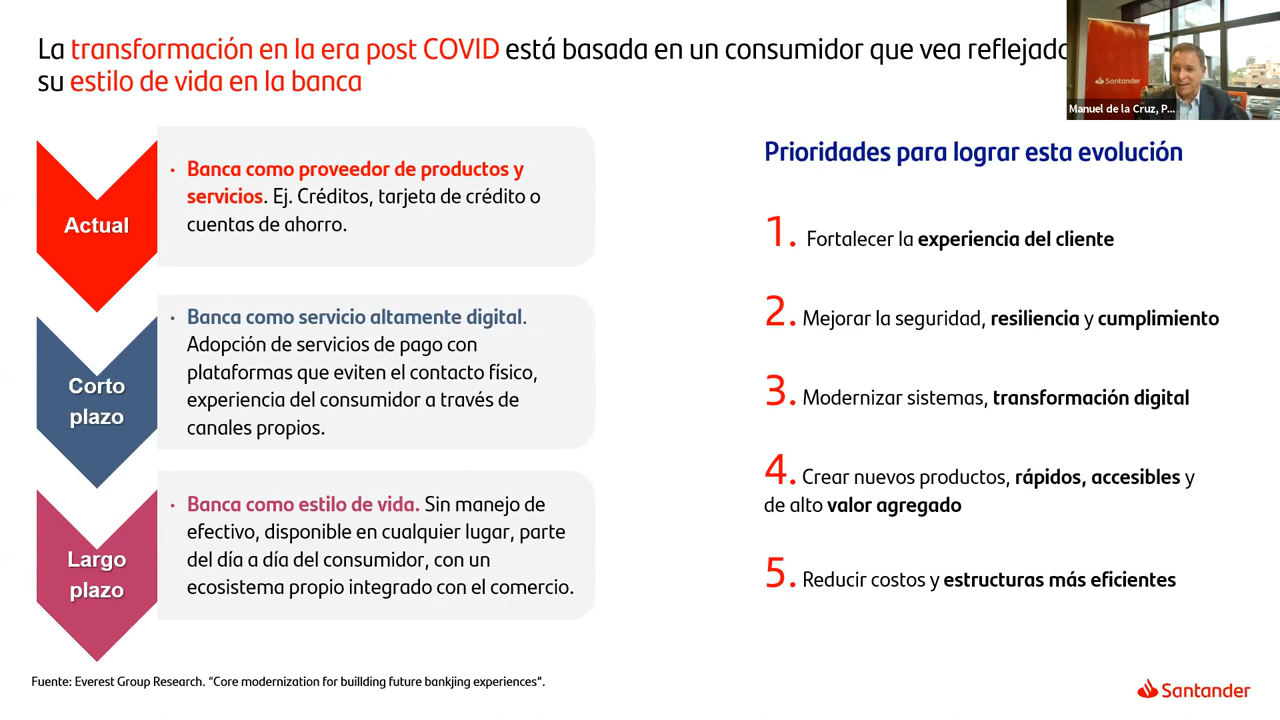 La transformación en la era post COVID está basada en un consumidor que vea reflejado
su estilo de vida en la banca
Santander
Manuel de la Cruz, P...
Actual
• Banca como proveedor de productos y
servicios. Ej. Créditos, tarjeta de crédito o
cuentas de ahorro.
Corto
plazo
• Banca como servicio altamente digital.
Adopción de servicios de pago con
plataformas que eviten el contacto físico,
experiencia del consumidor a través de
canales propios.
Largo
plazo
• Banca como estilo de vida. Sin manejo de
efectivo, disponible en cualquier lugar, parte
del día a día del consumidor, con un
ecosistema propio integrado con el comercio.
Prioridades para lograr esta evolución
1. Fortalecer la experiencia del cliente
2. Mejorar la seguridad, resiliencia y cumplimiento
3. Modernizar sistemas, transformación digital
4. Crear nuevos productos, rápidos, accesibles y
de alto valor agregado
5. Reducir costos y estructuras más eficientes
Fuente: Everest Group Research. “Core modernization for buillding future bankjing experiences”.
Santander